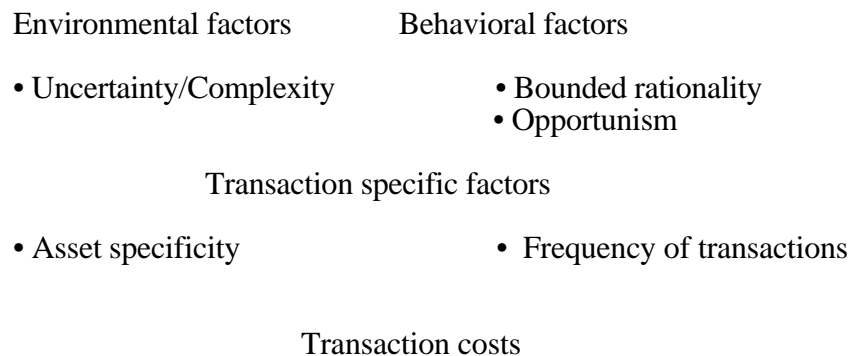 Environmental factors Behavioral factors
• Uncertainty/Complexity • Bounded rationality
• Opportunism
Transaction specific factors
• Asset specificity • Frequency of transactions
Transaction costs